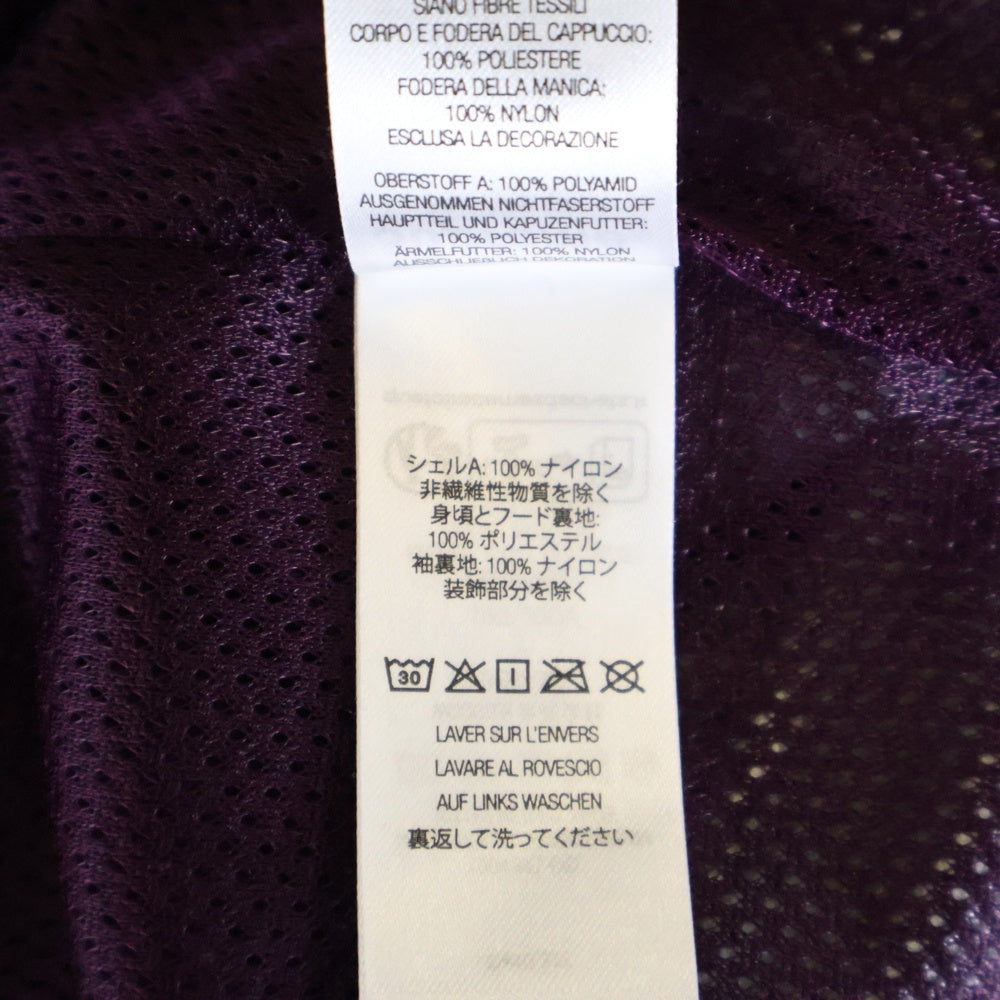 SIANO FIBRE TESSILI
CORPO E FODERA DEL CAPPUCCIO:
100% POLIESTERE
FODERA DELLA MANICA:
100% NYLON
ESCLUSA LA DECORAZIONE
OBERSTOFF A: 100% POLYAMID
AUSGENOMMEN NICHTFASERSTOFF
HAUPTTEIL UND KAPUZENFUTTER:
100% POLYESTER
ÄRMELFUTTER: 100% NYLON
AUSSCHLIEßLICH DEKORATION
シェルA: 100% ナイロン
非繊維性物質を除く
身頃とフード裏地:
100% ポリエステル
袖裏地: 100% ナイロン
装飾部分を除く
30
LAVER SUR L'ENVERS
LAVARE AL ROVESCIO
AUF LINKS WASCHEN
裏返して洗ってください